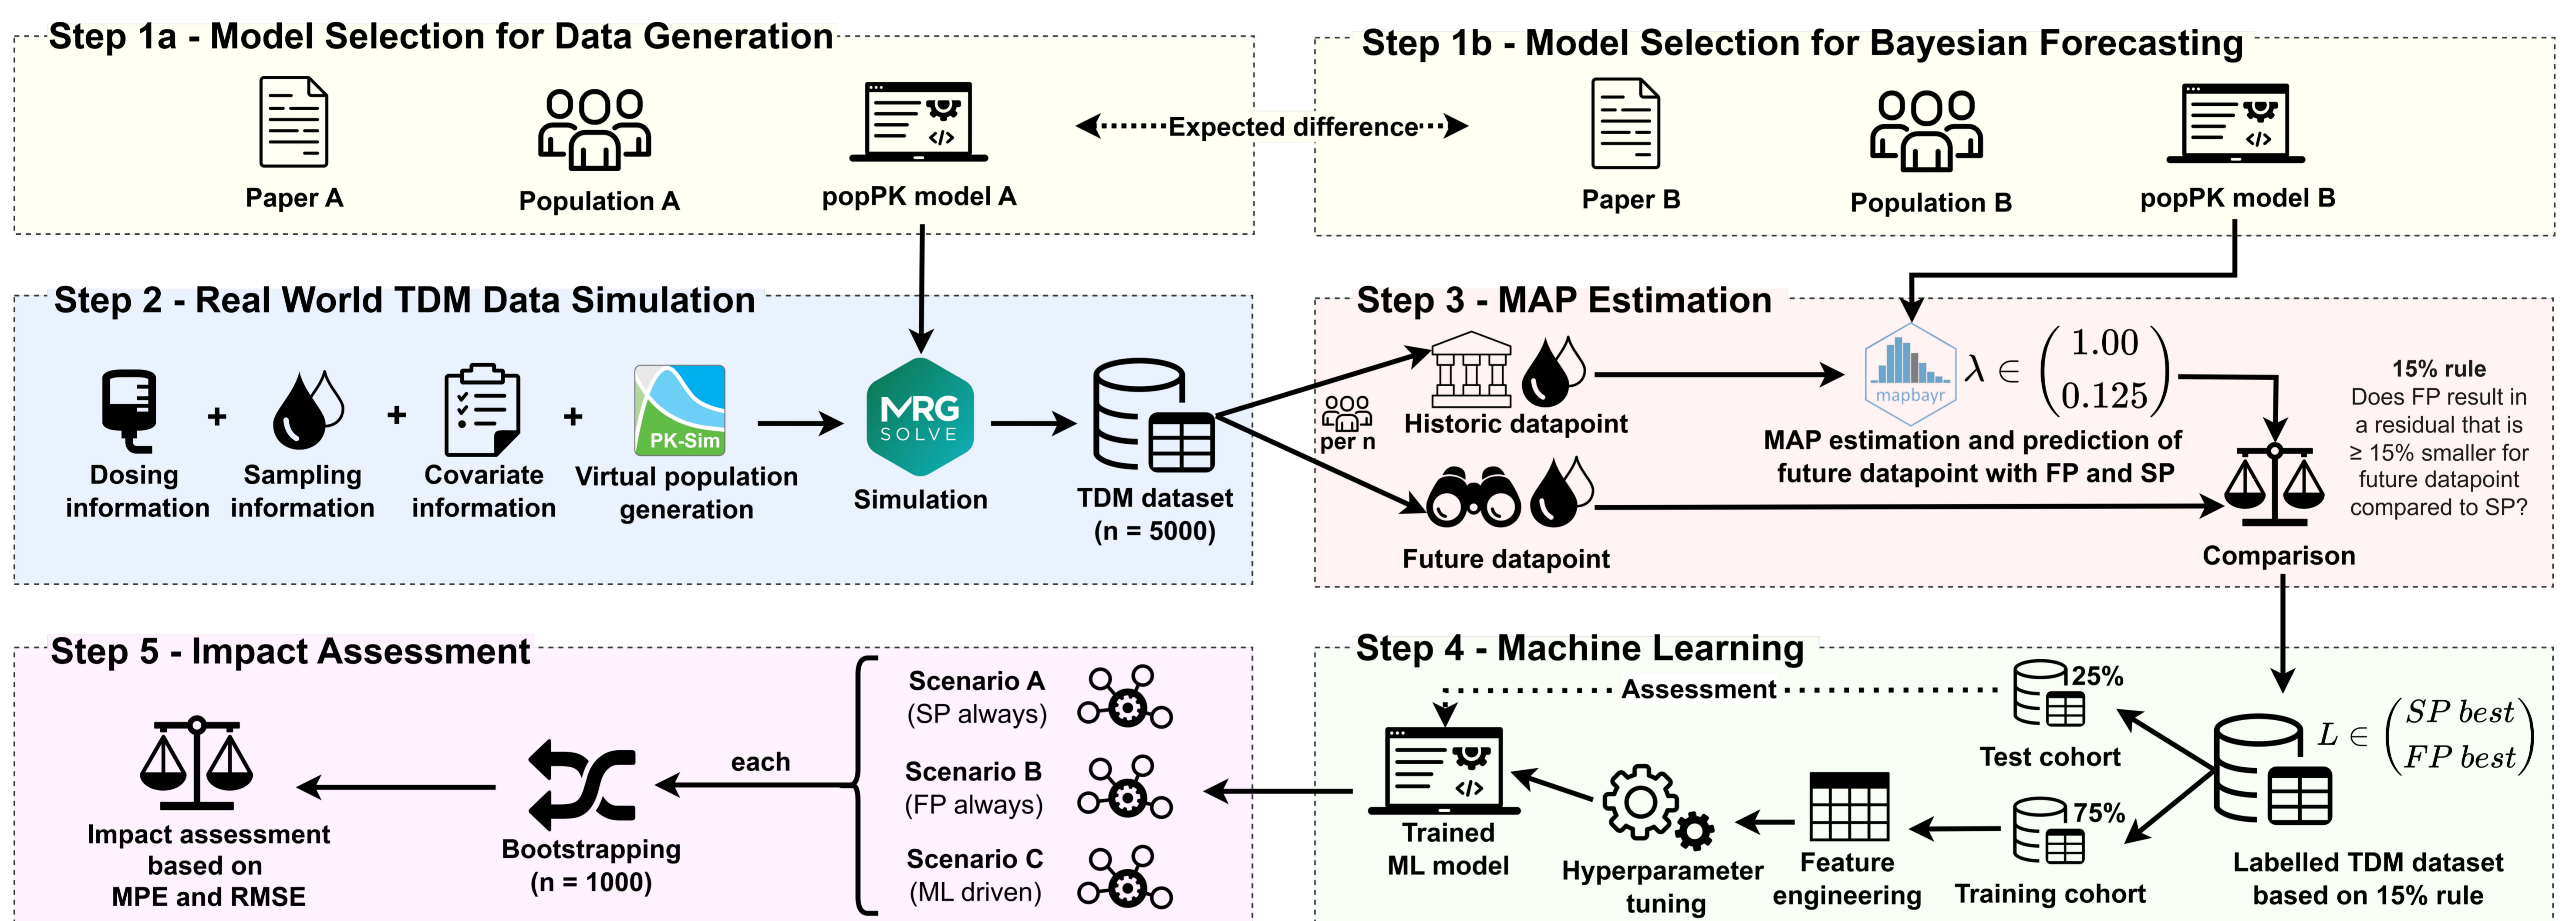 Step 1a - Model Selection for Data Generation
Paper A
Population A
popPK model A
Expected difference
Step 1b - Model Selection for Bayesian Forecasting
Paper B
Population B
popPK model B
</>
</>
Step 2 - Real World TDM Data Simulation
Dosing
information
+
Sampling
information
+
Covariate
information
+
PK-Sim
Virtual population
generation
MRG
SOLVE
Simulation
TDM dataset
(n = 5000)
Step 3 - MAP Estimation
per n
Historic datapoint
Future datapoint
mapbayr
λ ∈ (1.00
0.125)
MAP estimation and prediction of
future datapoint with FP and SP
15% rule
Does FP result in
a residual that is
≥ 15% smaller for
future datapoint
compared to SP?
Comparison
Step 4 - Machine Learning
Assessment
25%
Test cohort
L ∈ (SP best
FP best)
Labelled TDM dataset
based on 15% rule
75%
Training cohort
Feature
engineering
Hyperparameter
tuning
</>
Trained
ML model
Step 5 - Impact Assessment
Scenario A
(SP always)
Scenario B
(FP always)
Scenario C
(ML driven)
each
Bootstrapping
(n = 1000)
Impact assessment
based on
MPE and RMSE